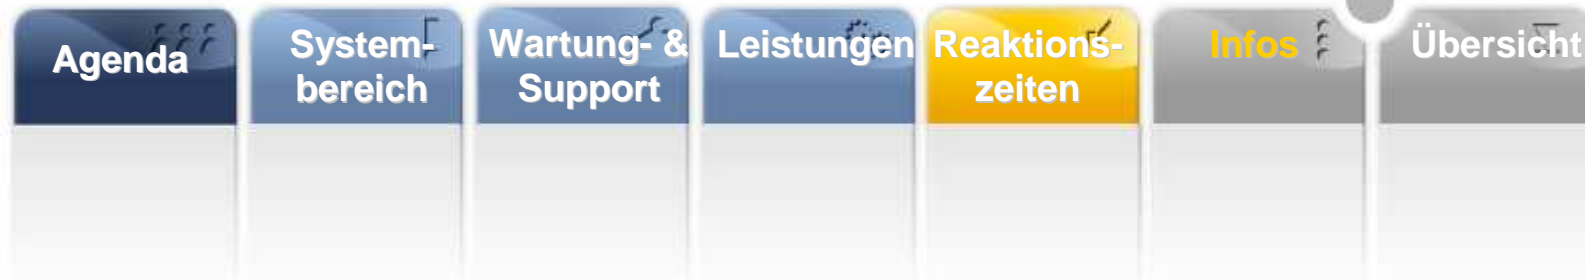 Agenda
System-
bereich
Wartung- &
Support
Leistungen
Reaktions-
zeiten
Infos
Übersicht